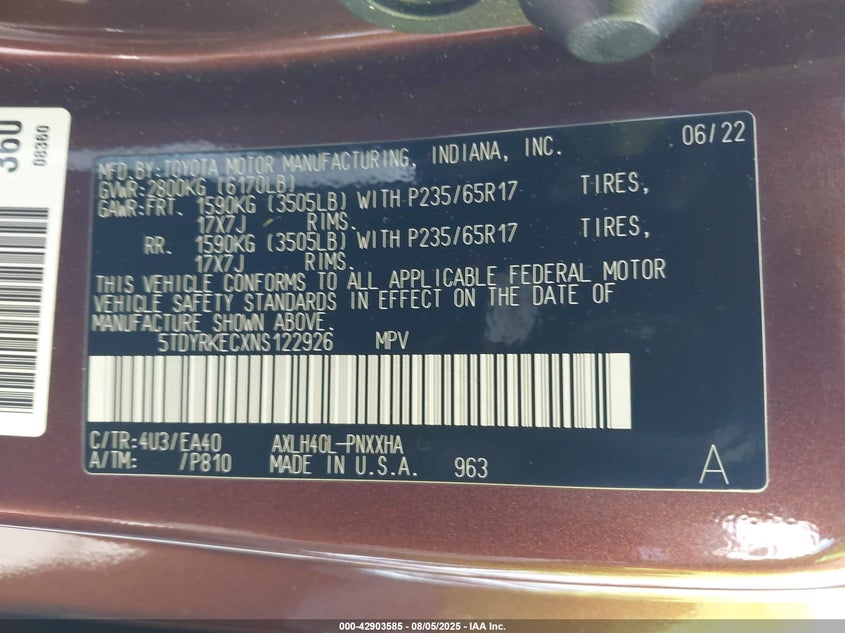 360
08360
MFD. BY: TOYOTA MOTOR MANUFACTURING, INDIANA, INC. 06/22
GVWR: 2800KG (6170LB)
GAWR: FRT. 1590KG (3505LB) WITH P235/65R17 TIRES,
17X7J RIMS.
RR. 1590KG (3505LB) WITH P235/65R17 TIRES,
17X7J RIMS.
THIS VEHICLE CONFORMS TO ALL APPLICABLE FEDERAL MOTOR
VEHICLE SAFETY STANDARDS IN EFFECT ON THE DATE OF
MANUFACTURE SHOWN ABOVE.
5TDYRKECXNS122926 MPV
C/TR: 4U3/EA40 AXLH40L-PNXXHA
A/TM: /P810 MADE IN U.S.A. 963 A
000-42903585 - 08/05/2025 - IAA Inc.